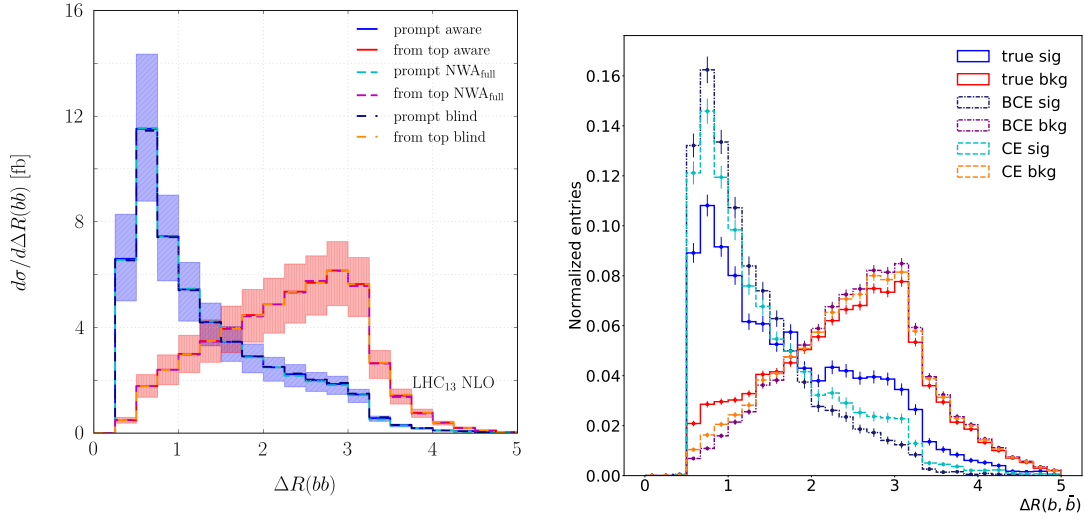 dσ/dΔR(bb) [fb]
16
12
8
4
0
prompt aware
from top aware
prompt NWA_full
from top NWA_full
prompt blind
from top blind
LHC_13 NLO
0 1 2 3 4 5
ΔR(bb)
Normalized entries
0.16
0.14
0.12
0.10
0.08
0.06
0.04
0.02
0.00
true sig
true bkg
BCE sig
BCE bkg
CE sig
CE bkg
0 1 2 3 4 5
ΔR(b, b̄)